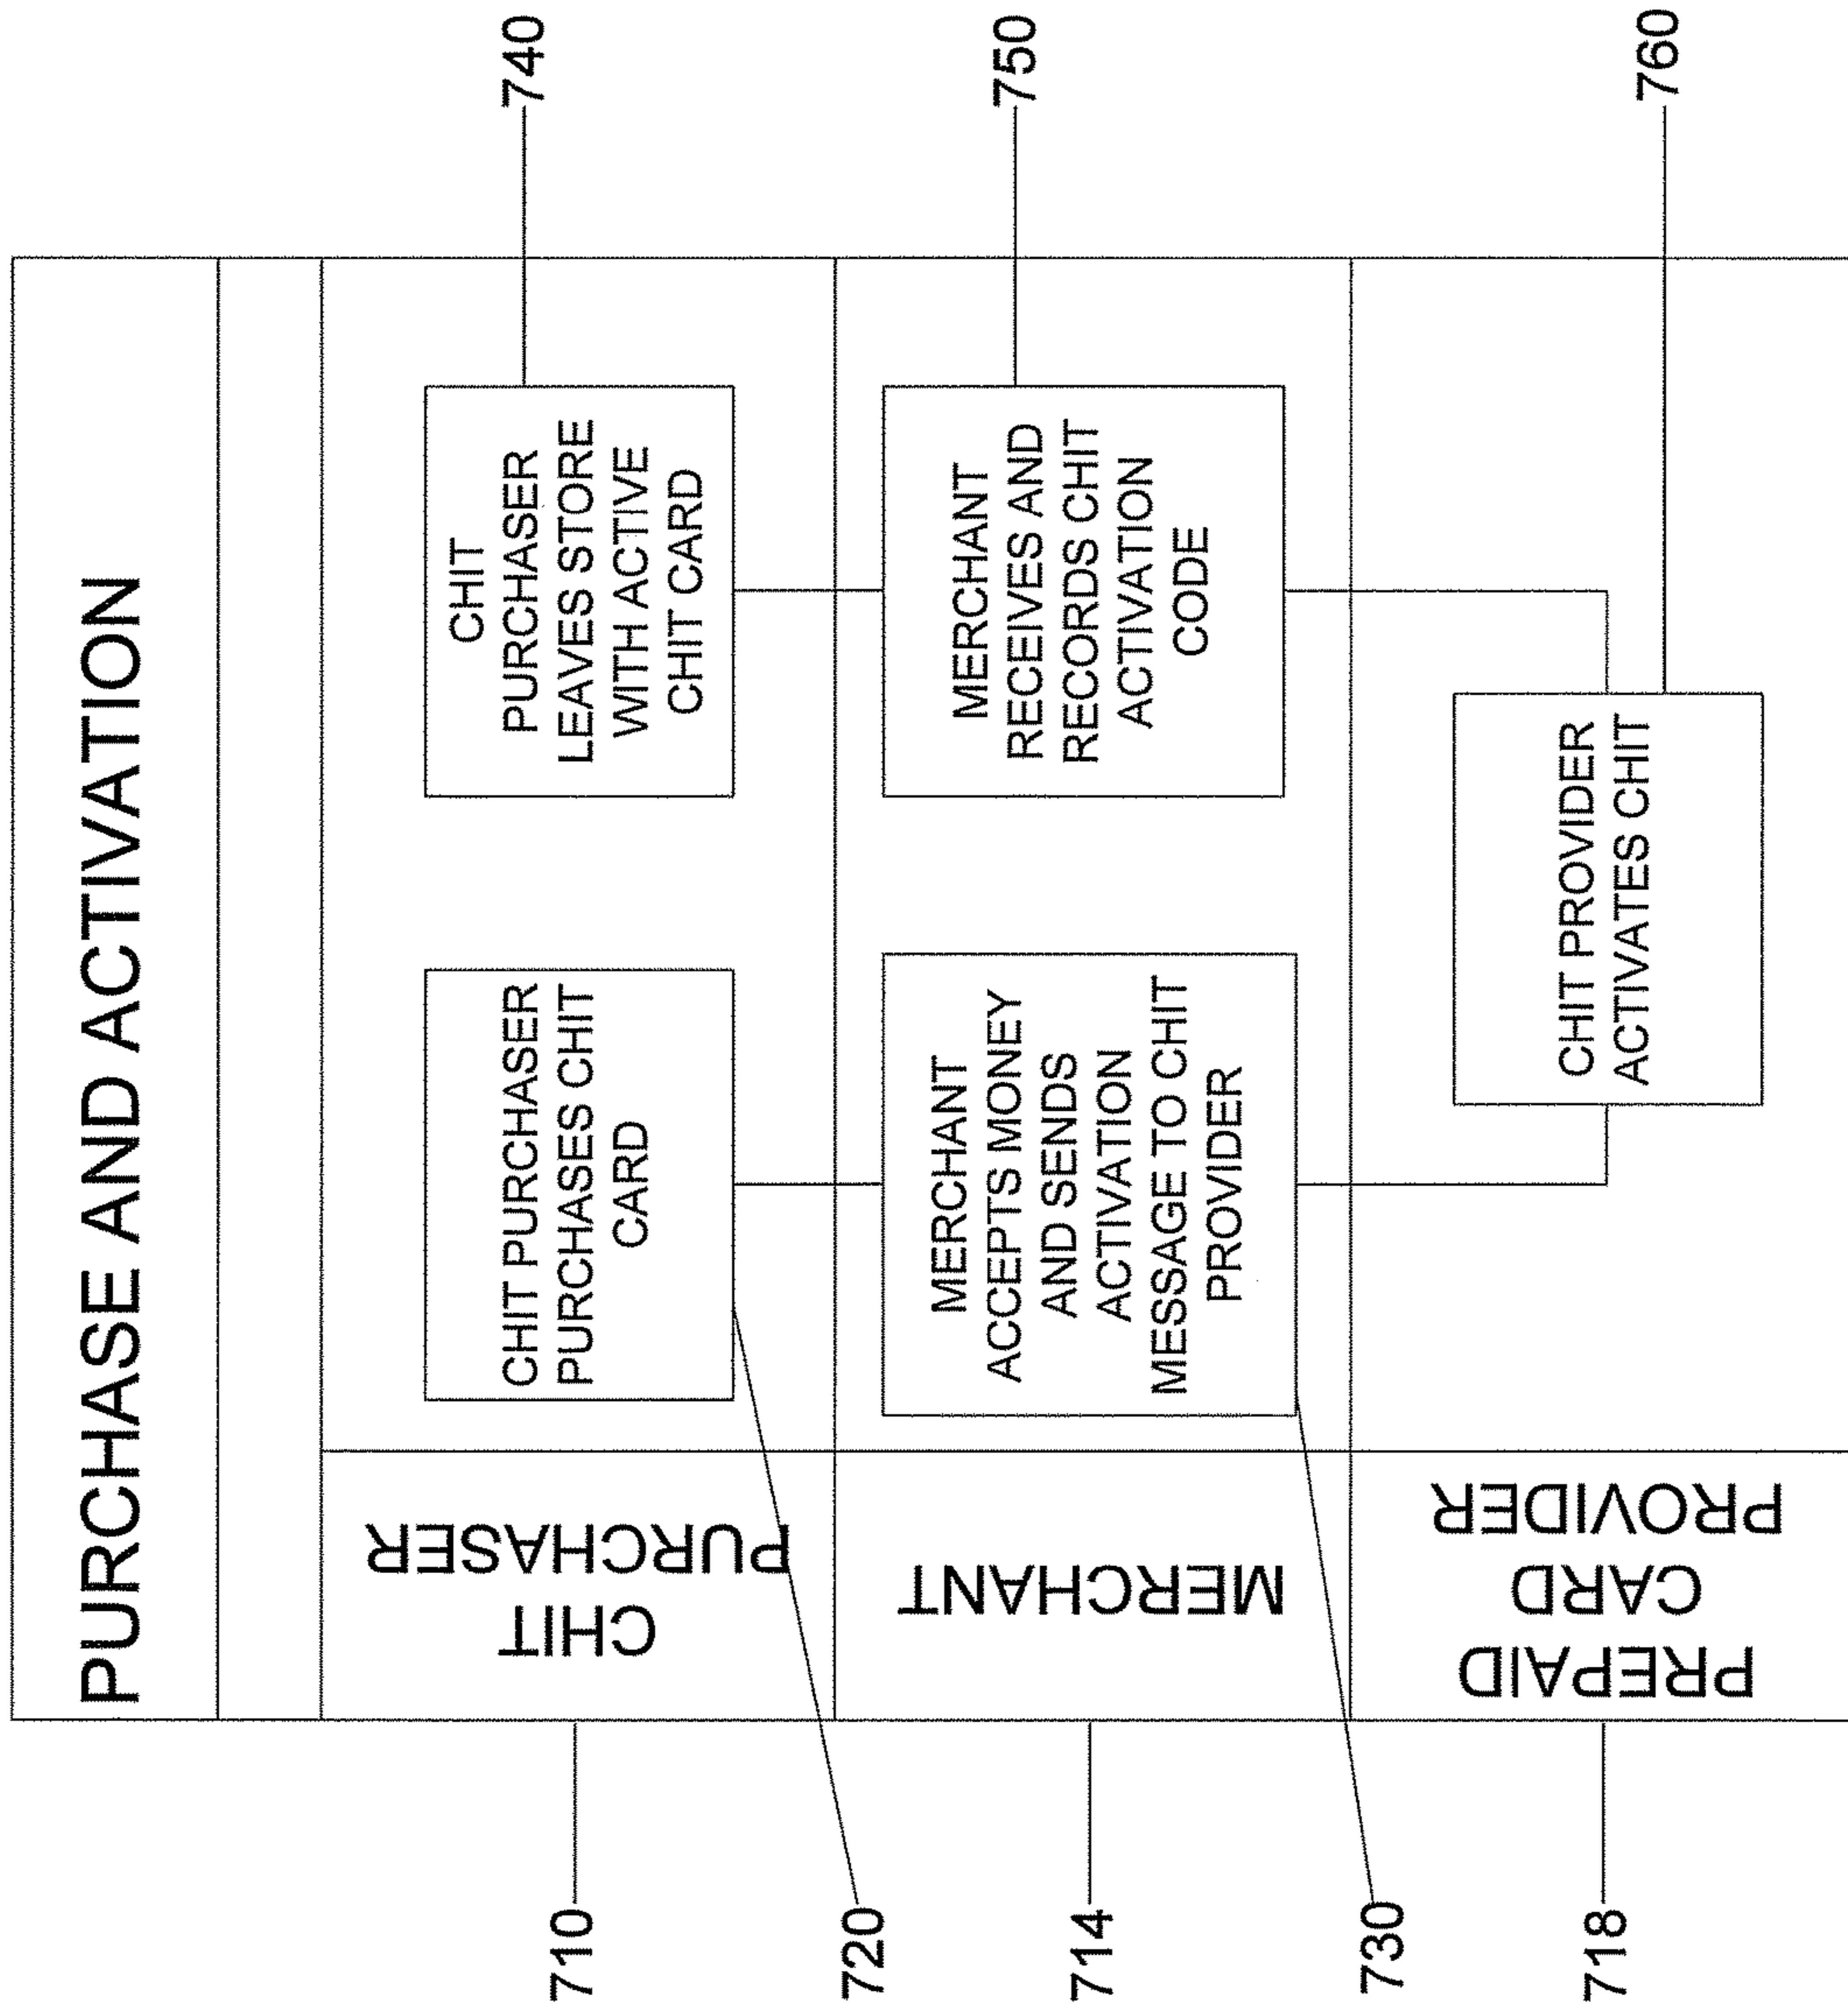 PURCHASE AND ACTIVATION
710
CHIT
PURCHASER
720
CHIT PURCHASER
PURCHASES CHIT
CARD
CHIT
PURCHASER
LEAVES STORE
WITH ACTIVE
CHIT CARD
740
714
MERCHANT
730
MERCHANT
ACCEPTS MONEY
AND SENDS
ACTIVATION
MESSAGE TO CHIT
PROVIDER
MERCHANT
RECEIVES AND
RECORDS CHIT
ACTIVATION
CODE
750
718
PREPAID
CARD
PROVIDER
CHIT PROVIDER
ACTIVATES CHIT
760